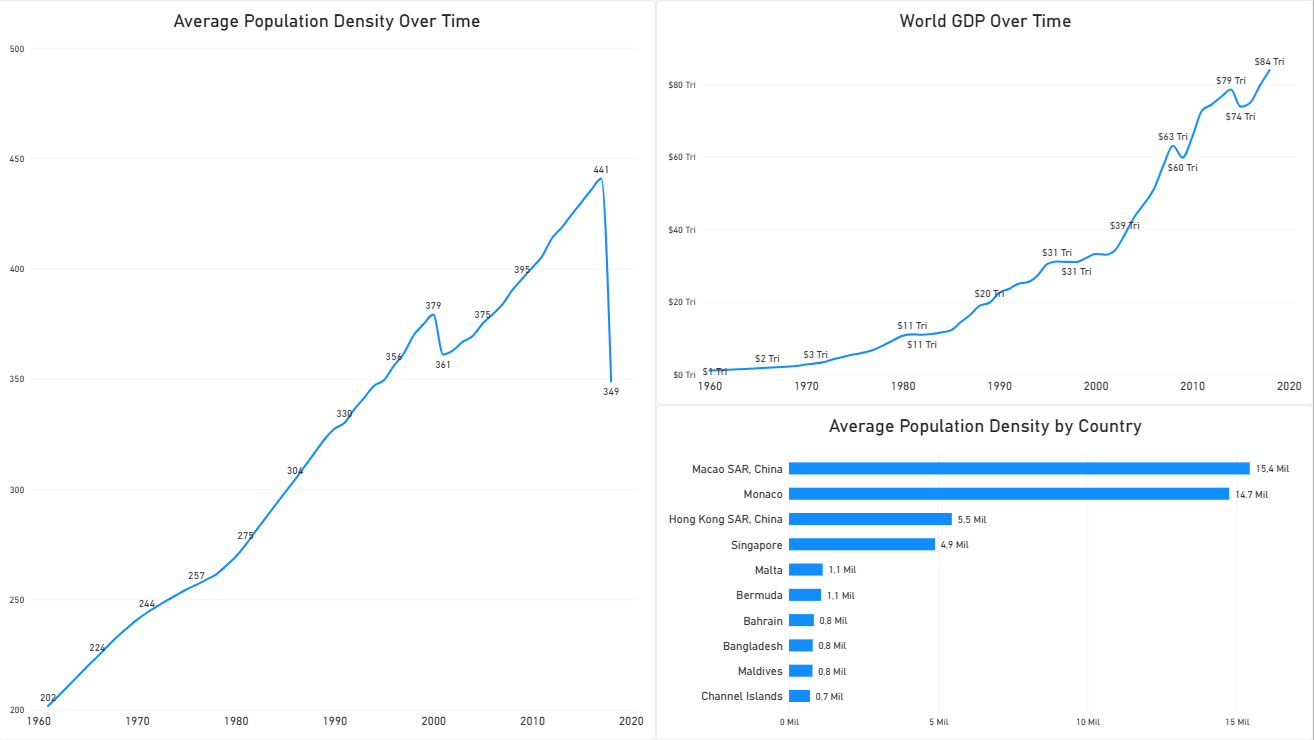 Average Population Density Over Time
500
450
400
350
300
250
200
202
224
244
257
275
304
330
356
379
361
375
395
441
349
1960 1970 1980 1990 2000 2010 2020
World GDP Over Time
$80 Tri
$60 Tri
$40 Tri
$20 Tri
$0 Tri
$1 Tri
$2 Tri
$3 Tri
$11 Tri
$11 Tri
$20 Tri
$31 Tri
$31 Tri
$39 Tri
$63 Tri
$60 Tri
$79 Tri
$74 Tri
$84 Tri
1960 1970 1980 1990 2000 2010 2020
Average Population Density by Country
Macao SAR, China 15,4 Mil
Monaco 14,7 Mil
Hong Kong SAR, China 5,5 Mil
Singapore 4,9 Mil
Malta 1,1 Mil
Bermuda 1,1 Mil
Bahrain 0,8 Mil
Bangladesh 0,8 Mil
Maldives 0,8 Mil
Channel Islands 0,7 Mil
0 Mil 5 Mil 10 Mil 15 Mil